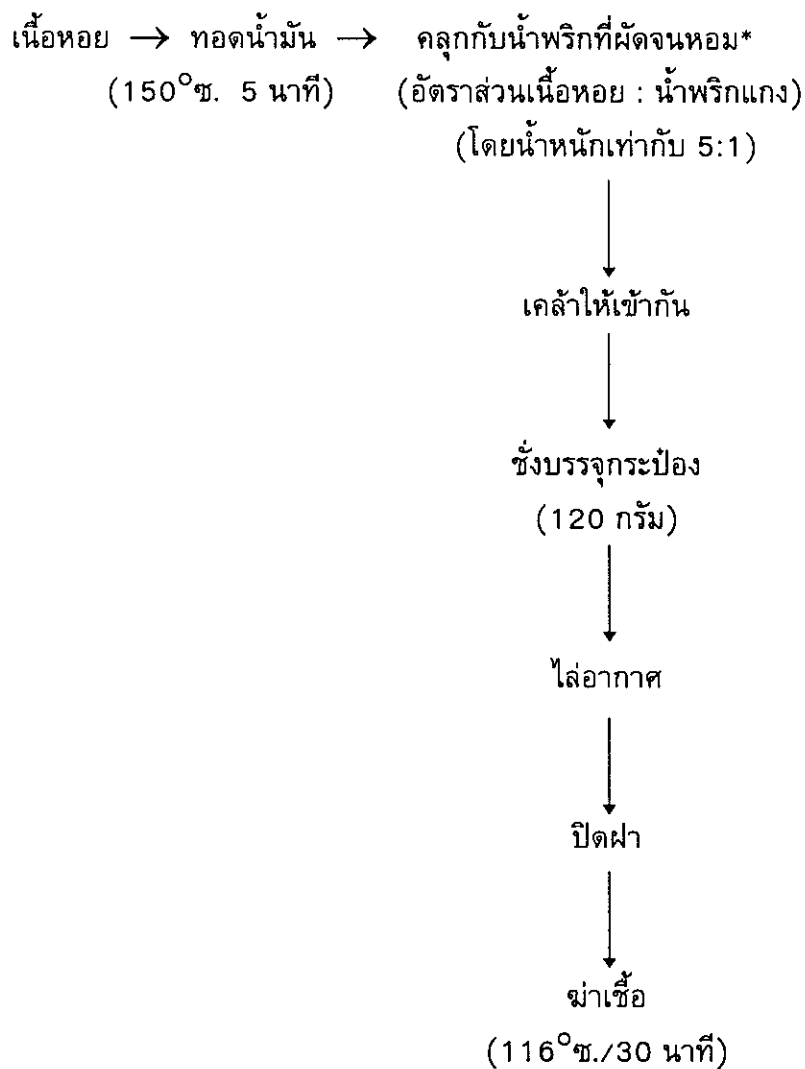 เนื้อหอย → ทอดน้ำมัน → คลุกกับน้ำพริกที่ผัดจนหอม*
(150°ซ. 5 นาที) (อัตราส่วนเนื้อหอย : น้ำพริกแกง)
(โดยน้ำหนักเท่ากับ 5:1)
เคล้าให้เข้ากัน
ชั่งบรรจุกระป๋อง
(120 กรัม)
ไล่อากาศ
ปิดฝา
ฆ่าเชื้อ
(116°ซ./30 นาที)